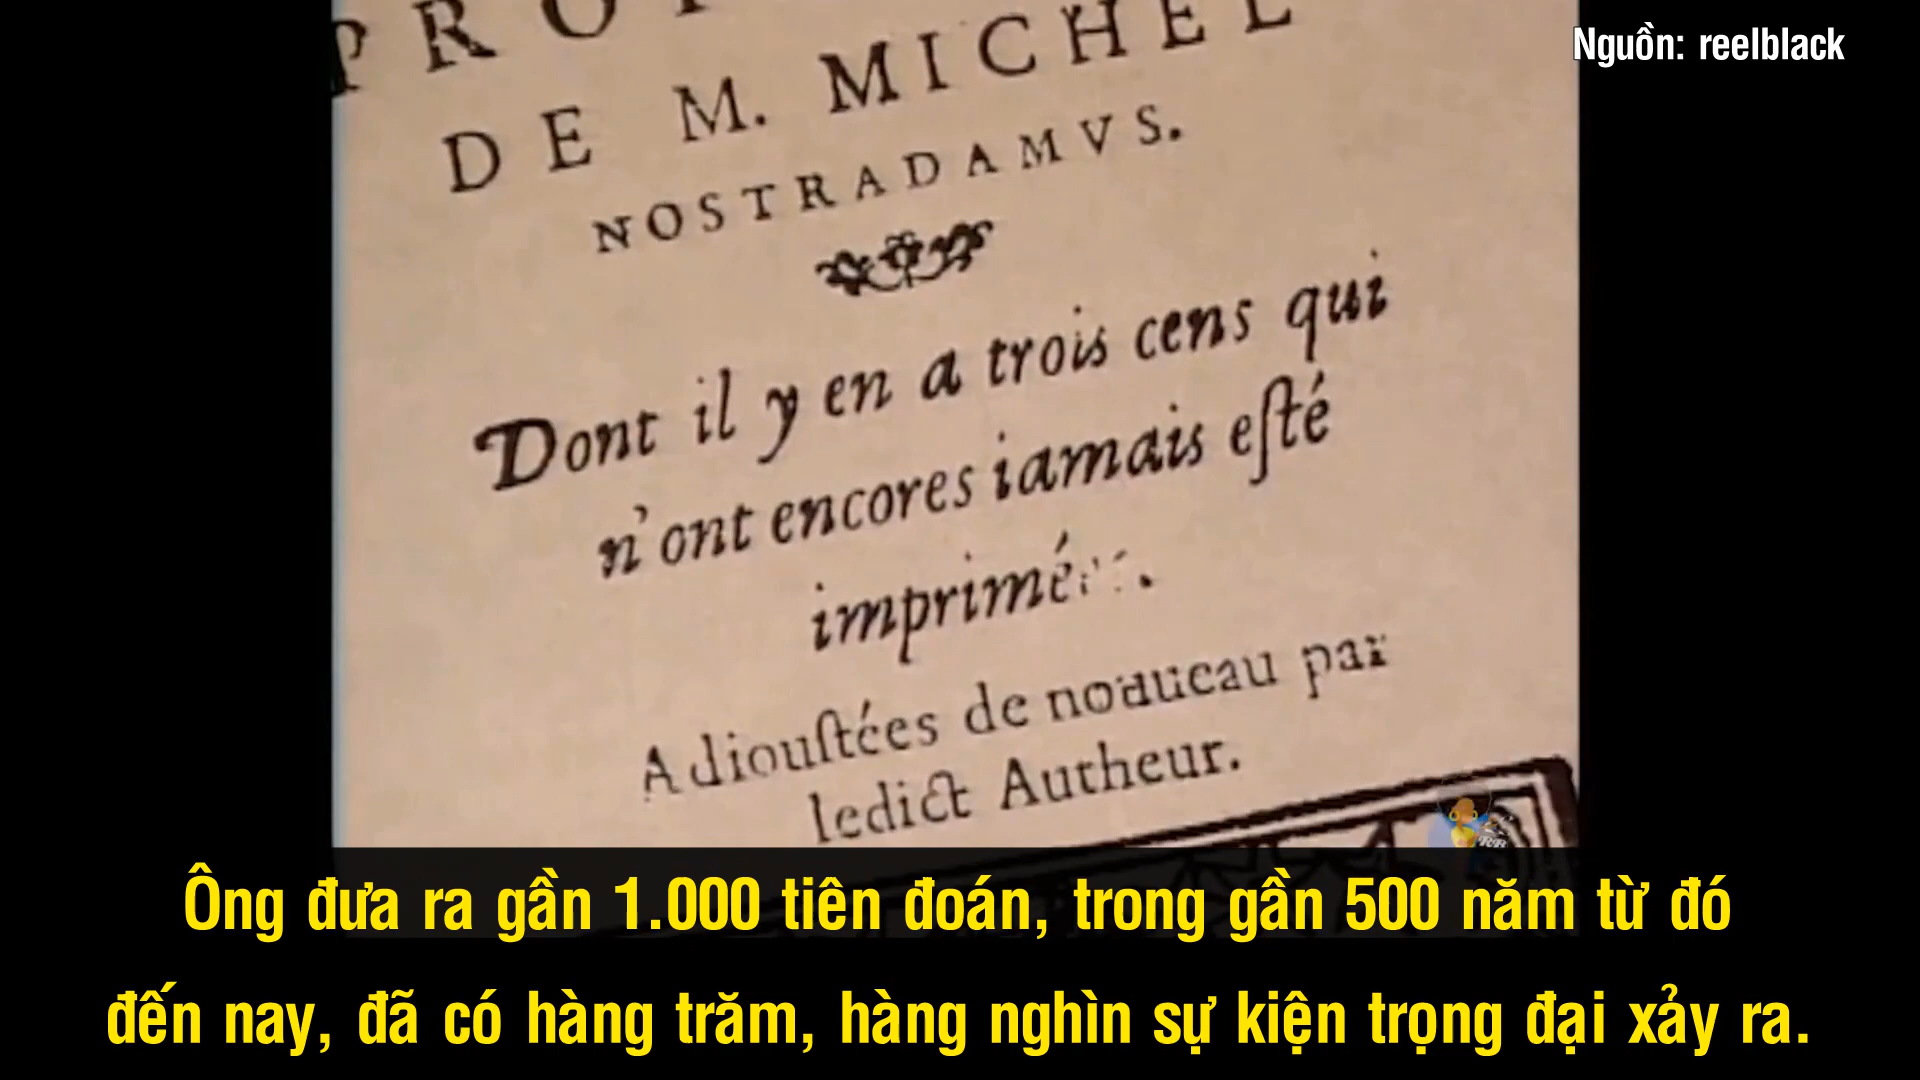 Nguồn: reelblack
DE M. MICHEL
NOSTRADAMVS.
Dont il y en a trois cens qui
n'ont encores iamais eſté
Adiouſtées de nouueau par
ledict Autheur.
Ông đưa ra gần 1.000 tiên đoán, trong gần 500 năm từ đó
đến nay, đã có hàng trăm, hàng nghìn sự kiện trọng đại xảy ra.